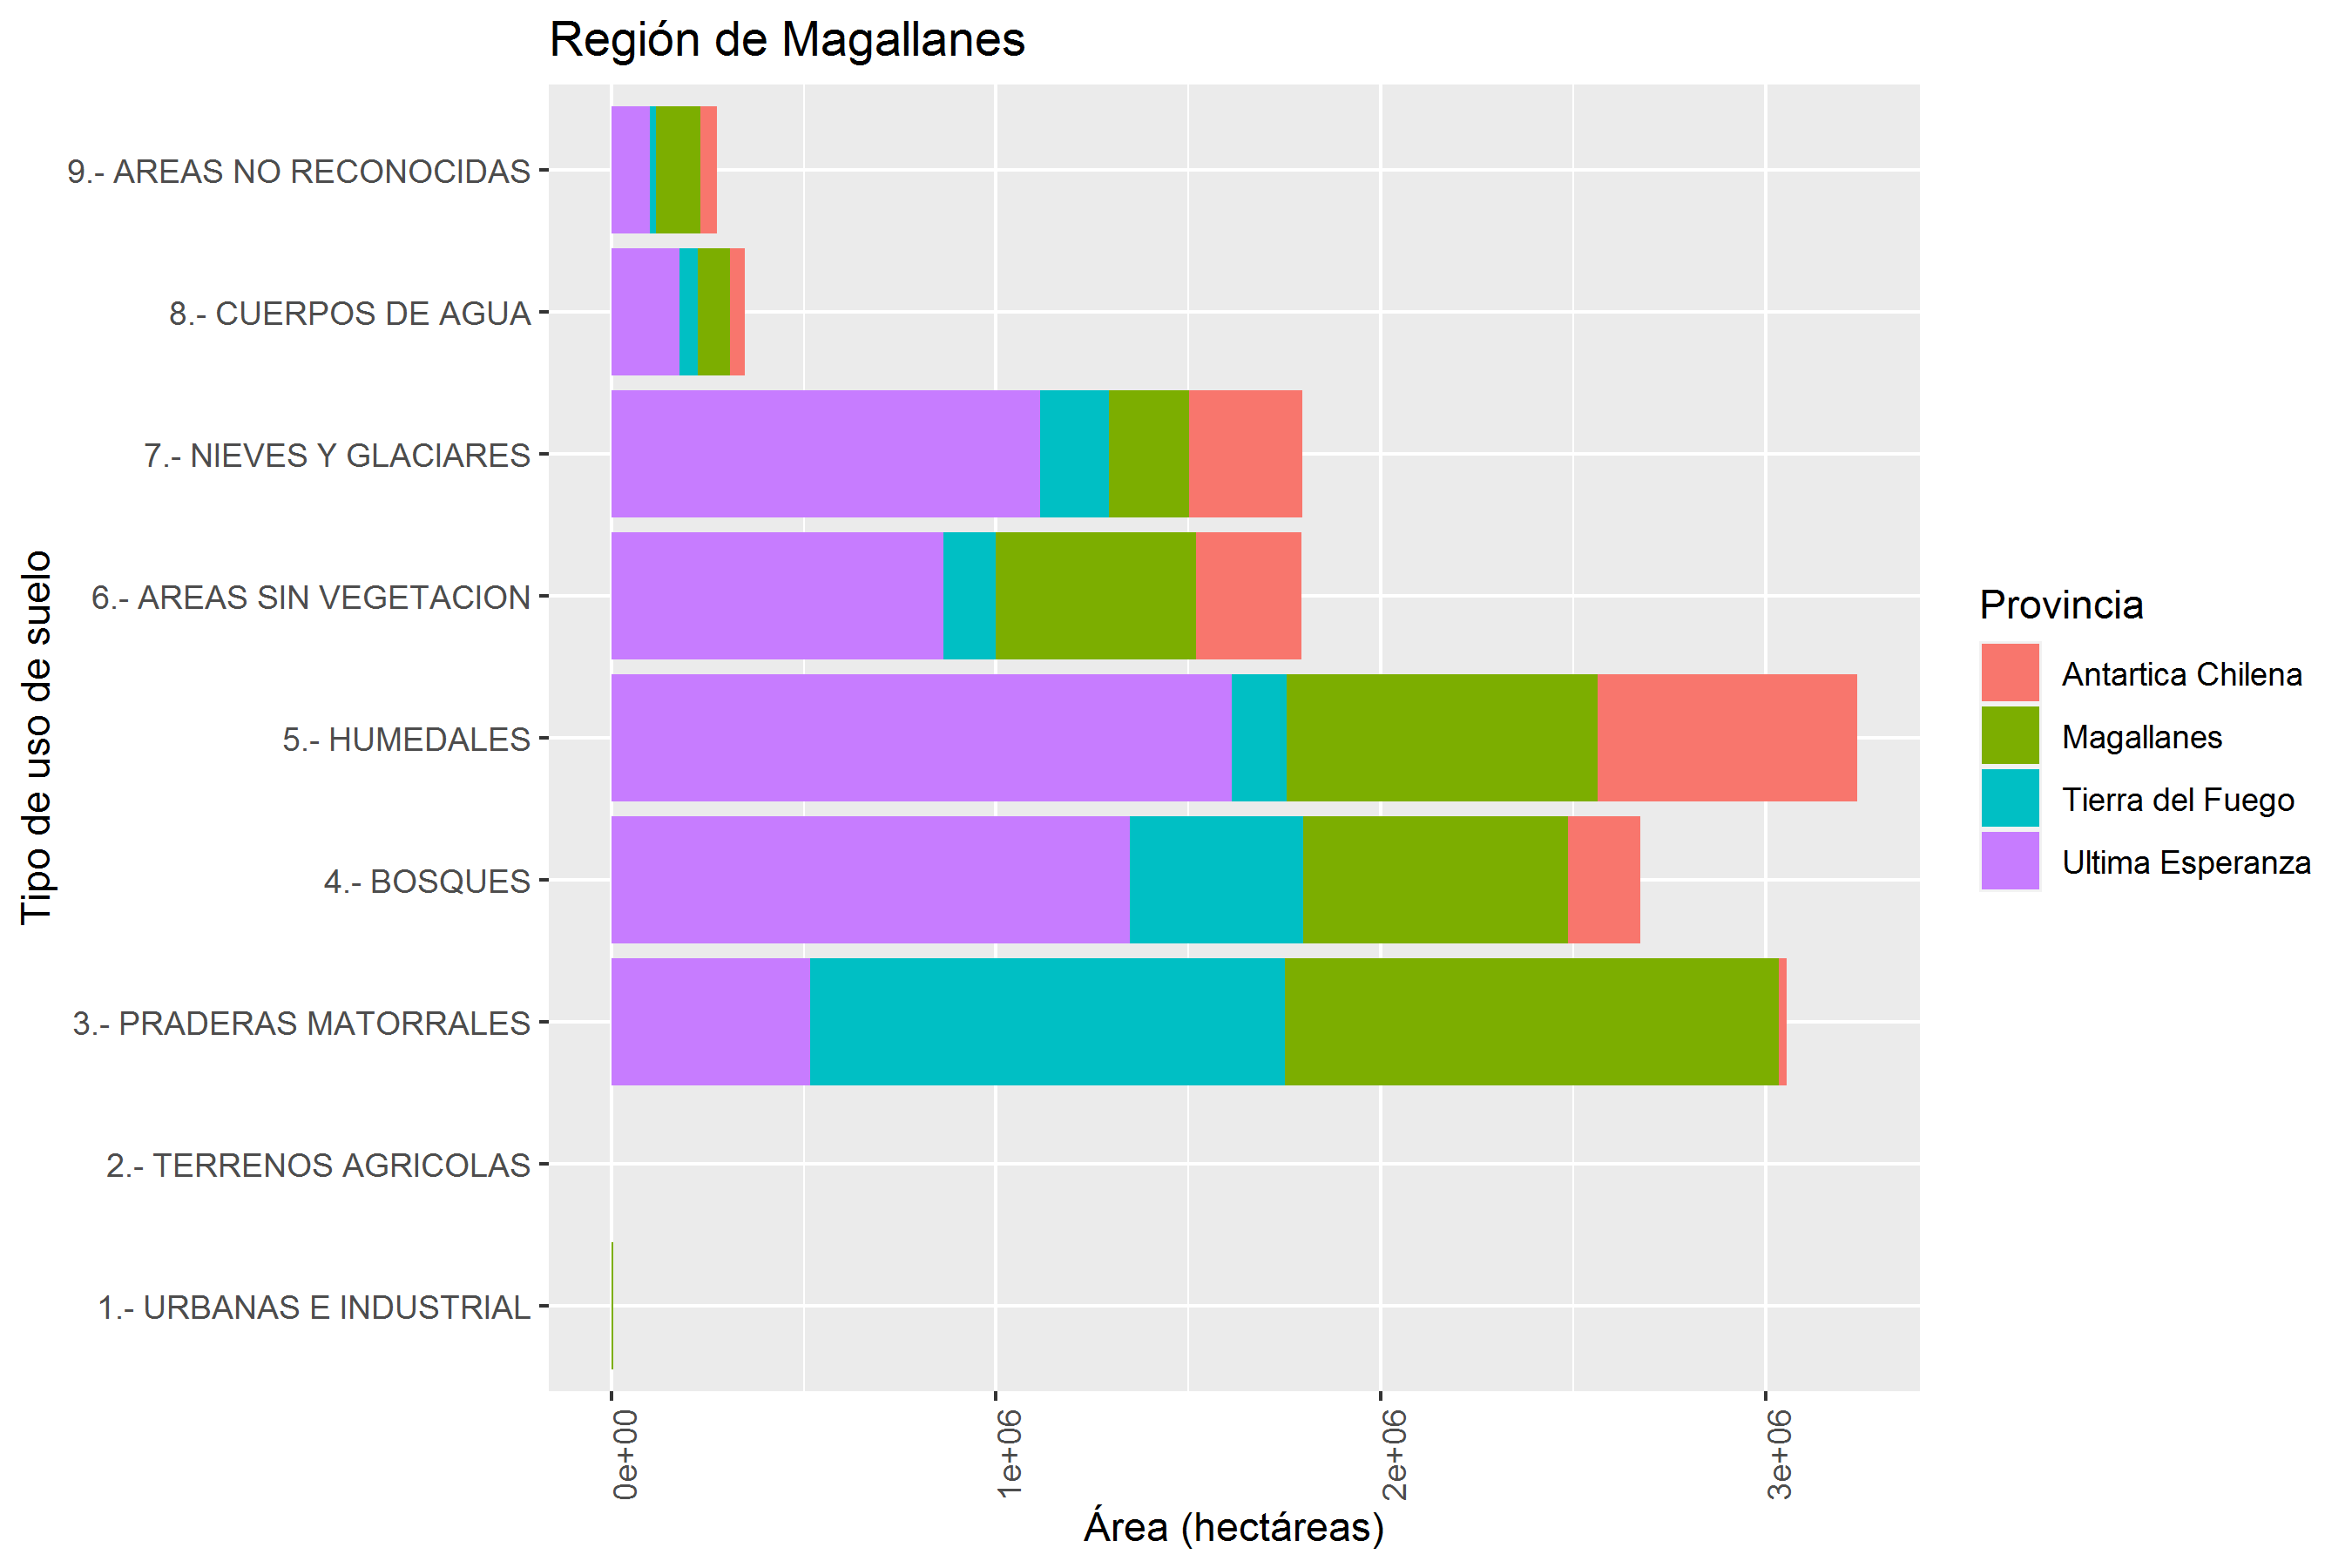 Región de Magallanes
9.- AREAS NO RECONOCIDAS
8.- CUERPOS DE AGUA
7.- NIEVES Y GLACIARES
6.- AREAS SIN VEGETACION
5.- HUMEDALES
4.- BOSQUES
3.- PRADERAS MATORRALES
2.- TERRENOS AGRICOLAS
1.- URBANAS E INDUSTRIAL
Tipo de uso de suelo
0e+00
1e+06
2e+06
3e+06
Área (hectáreas)
Provincia
Antartica Chilena
Magallanes
Tierra del Fuego
Ultima Esperanza